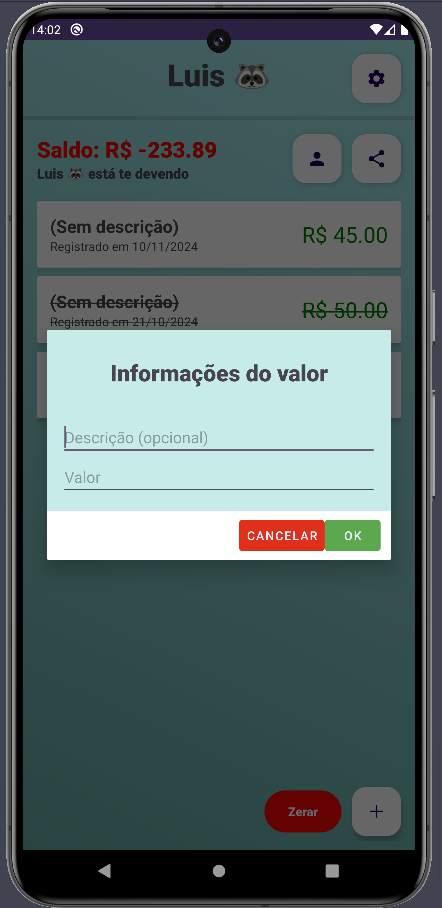 14:02
Luis 🦝
Saldo: R$ -233.89
Luis 🦝 está te devendo
(Sem descrição)
R$ 45.00
Registrado em 10/11/2024
(Sem descrição)
R$ 50.00
Registrado em 21/10/2024
Informações do valor
Descrição (opcional)
Valor
CANCELAR
OK
Zerar